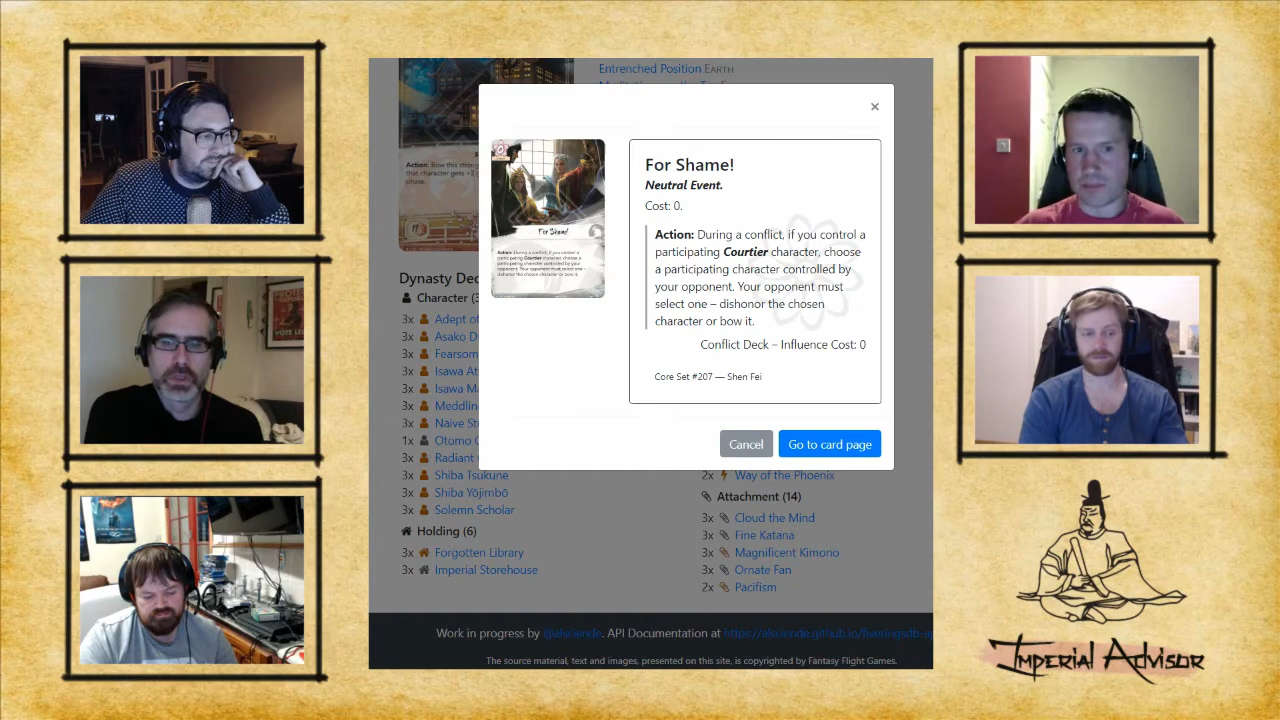 Entrenched Position EARTH
×
For Shame!
Neutral Event.
Cost: 0.
Action: During a conflict, if you control a
participating Courtier character, choose
a participating character controlled by
your opponent. Your opponent must
select one – dishonor the chosen
character or bow it.
Conflict Deck – Influence Cost: 0
Core Set #207 — Shen Fei
Cancel
Go to card page
For Shame!
Action: During a conflict, if you control a
participating Courtier character, choose
a participating character controlled by your
opponent. Your opponent must select one –
dishonor the chosen character or bow it.
Action: Bow this strong
that character gets +3
phase.
Dynasty Dec
Character (3
3x Adept of
3x Asako D
3x Fearsom
3x Isawa At
3x Isawa Ma
3x Meddlin
3x Naive Stu
1x Otomo C
3x Radiant
3x Shiba Tsukune
3x Shiba Yōjimbō
3x Solemn Scholar
Holding (6)
3x Forgotten Library
3x Imperial Storehouse
2x Way of the Phoenix
Attachment (14)
3x Cloud the Mind
3x Fine Katana
3x Magnificent Kimono
3x Ornate Fan
2x Pacifism
Work in progress by @alsciende. API Documentation at https://alsciende.github.io/fiveringsdb-ap
The source material, text and images, presented on this site, is copyrighted by Fantasy Flight Games.
VOTE
Imperial Advisor